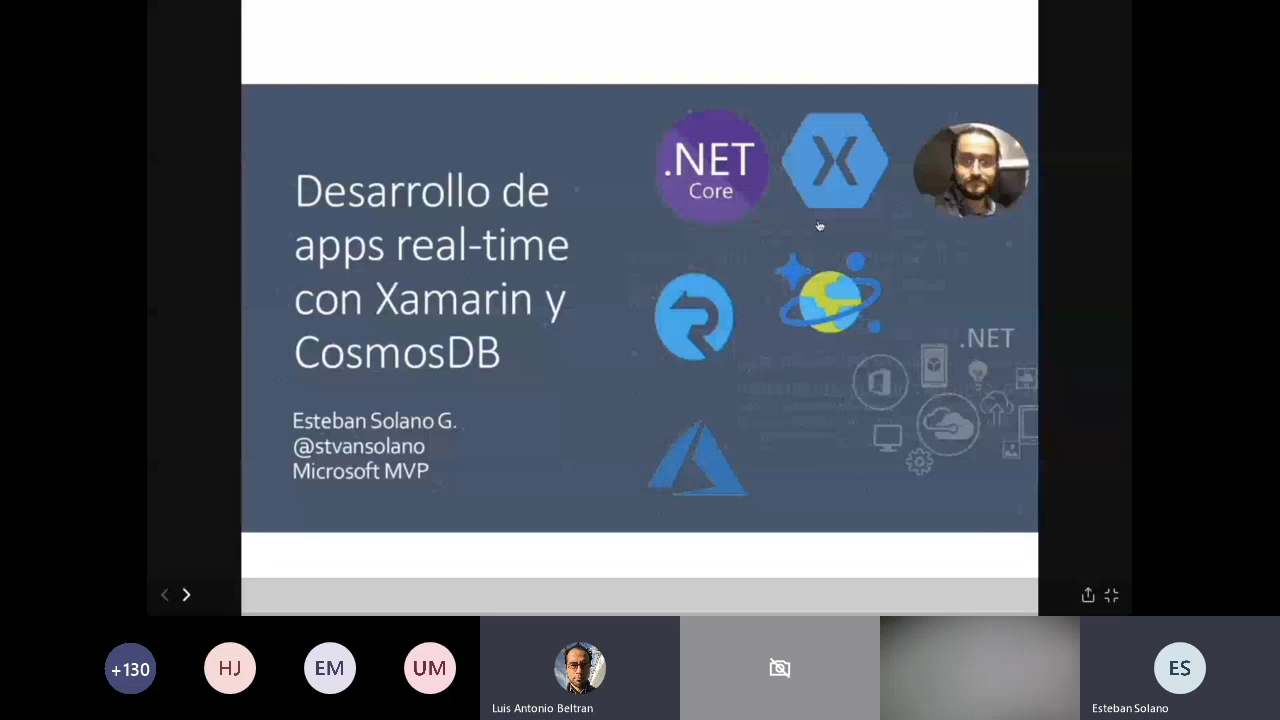 Desarrollo de
apps real-time
con Xamarin y
CosmosDB
Esteban Solano G.
@stvansolano
Microsoft MVP
.NET
Core
X
.NET
+130
HJ
EM
UM
Luis Antonio Beltran
ES
Esteban Solano